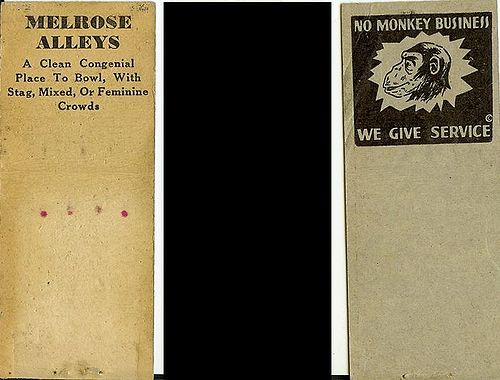 MELROSE
ALLEYS
A Clean Congenial
Place To Bowl, With
Stag, Mixed, Or Feminine
Crowds
NO MONKEY BUSINESS
©
WE GIVE SERVICE